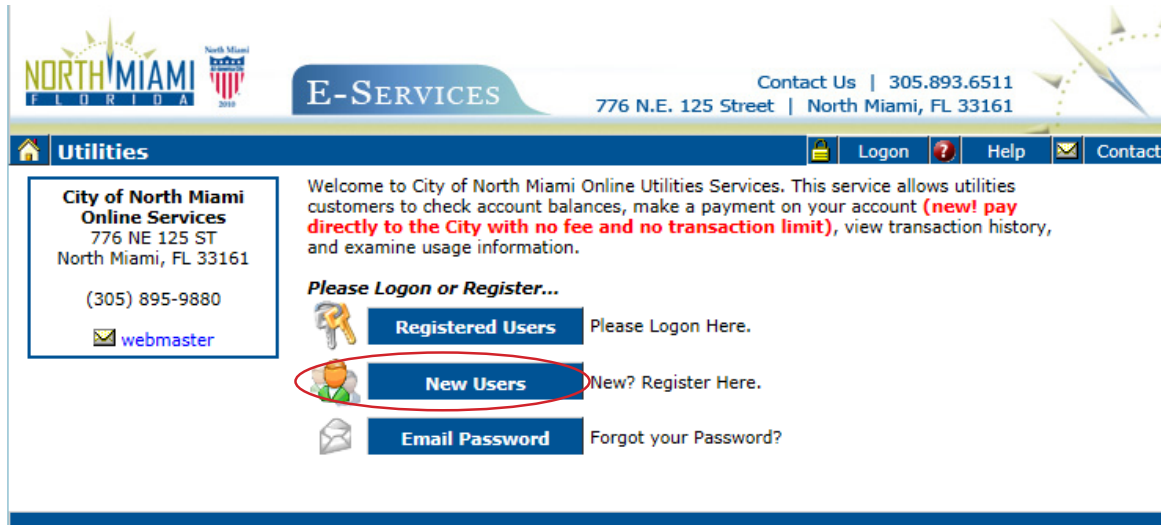 NORTH MIAMI
FLORIDA
North Miami
2010
E-SERVICES
Contact Us | 305.893.6511
776 N.E. 125 Street | North Miami, FL 33161
Utilities
Logon
Help
Contact
City of North Miami
Online Services
776 NE 125 ST
North Miami, FL 33161
(305) 895-9880
webmaster
Welcome to City of North Miami Online Utilities Services. This service allows utilities
customers to check account balances, make a payment on your account (new! pay
directly to the City with no fee and no transaction limit), view transaction history,
and examine usage information.
Please Logon or Register...
Registered Users Please Logon Here.
New Users New? Register Here.
Email Password Forgot your Password?